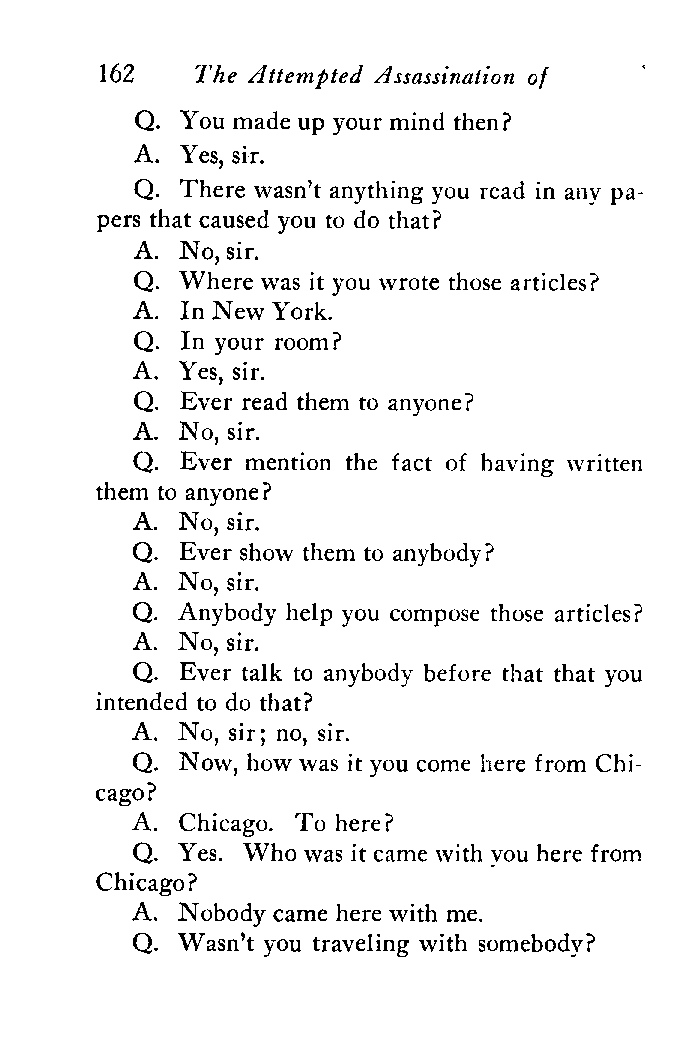 162 The Attempted Assassination of
Q. You made up your mind then?
A. Yes, sir.
Q. There wasn't anything you read in any pa-
pers that caused you to do that?
A. No, sir.
Q. Where was it you wrote those articles?
A. In New York.
Q. In your room?
A. Yes, sir.
Q. Ever read them to anyone?
A. No, sir.
Q. Ever mention the fact of having written
them to anyone?
A. No, sir.
Q. Ever show them to anybody?
A. No, sir.
Q. Anybody help you compose those articles?
A. No, sir.
Q. Ever talk to anybody before that that you
intended to do that?
A. No, sir; no, sir.
Q. Now, how was it you come here from Chi-
cago?
A. Chicago. To here?
Q. Yes. Who was it came with you here from
Chicago?
A. Nobody came here with me.
Q. Wasn't you traveling with somebody?